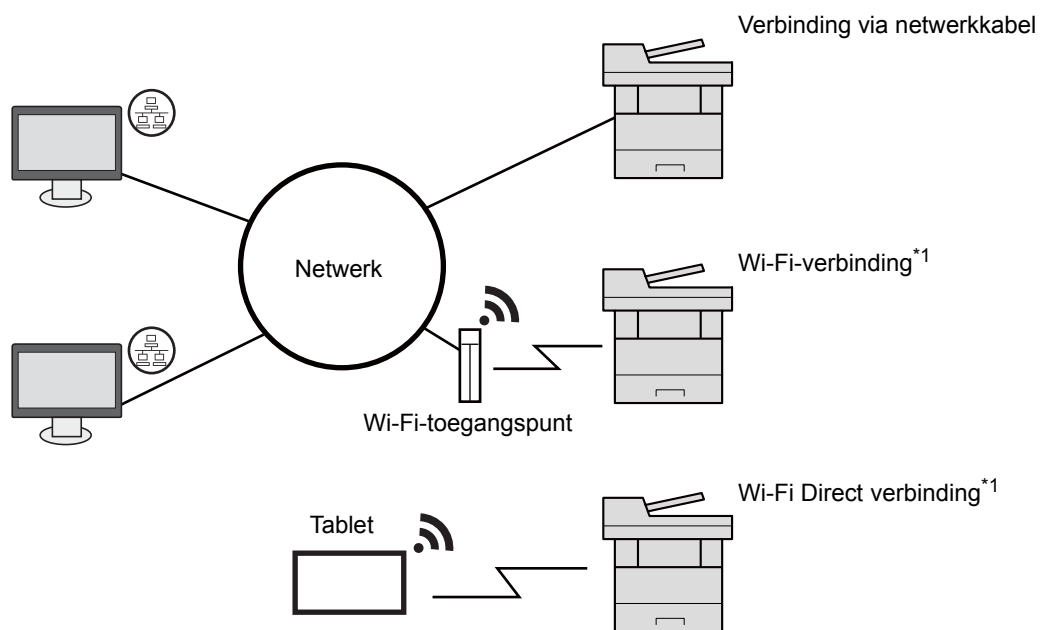 Verbinding via netwerkkabel
Netwerk
Wi-Fi-verbinding*1
Wi-Fi-toegangspunt
Wi-Fi Direct verbinding*1
Tablet